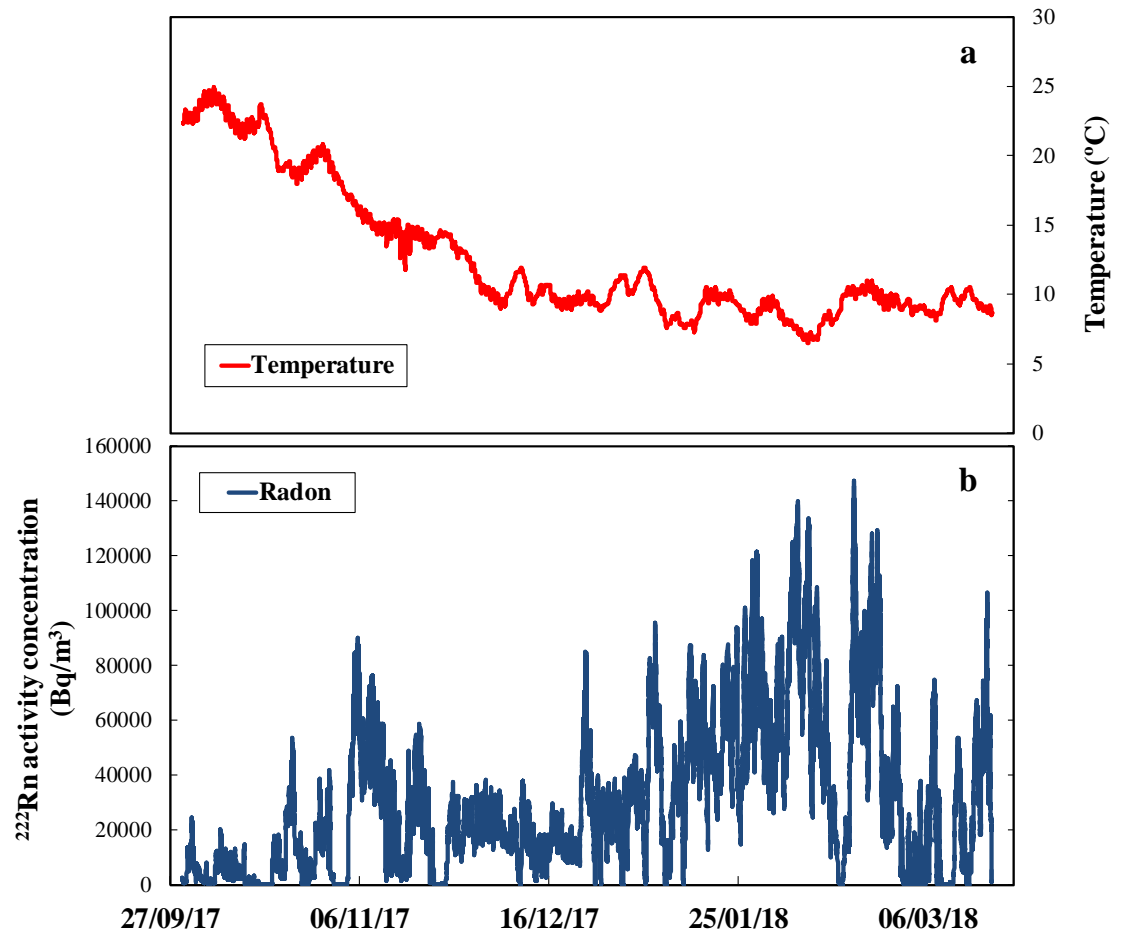 30
a
25
20
15
10
5
0
Temperature (°C)
Temperature
160000
140000
120000
100000
80000
60000
40000
20000
0
²²²Rn activity concentration
(Bq/m³)
Radon
b
27/09/17 06/11/17 16/12/17 25/01/18 06/03/18